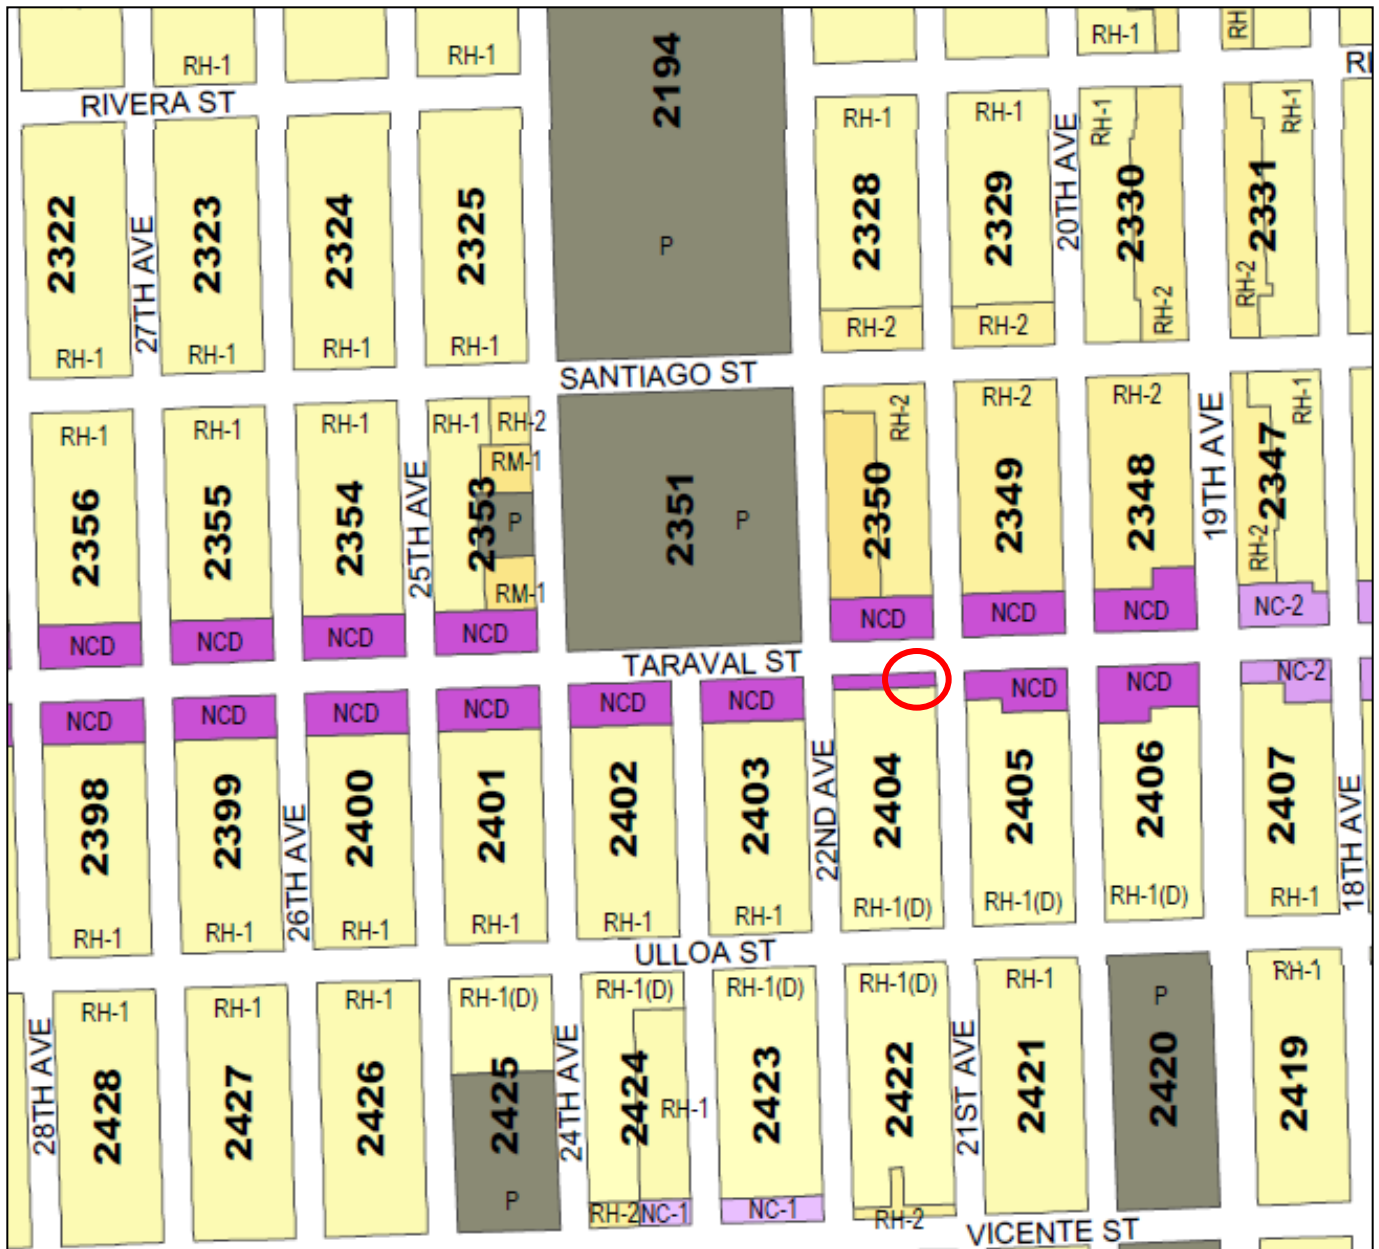 RH-1
RH-1
2194
RH-1
RH
RIVERA ST
RH-1
RH-1
RH-1
RH-1
2322
27TH AVE
2323
2324
2325
P
2328
2329
20TH AVE
2330
2331
RH-1
RH-1
RH-1
RH-1
RH-2
RH-2
RH-2
RH-2
SANTIAGO ST
RH-1
RH-1
RH-1
RH-1
RH-2
RH-2
RH-2
RH-2
RH-1
RM-1
2356
2355
2354
25TH AVE
2353
P
2351
P
2350
2349
2348
19TH AVE
2347
RM-1
RH-2
NCD
NCD
NCD
NCD
NCD
NCD
NCD
NC-2
TARAVAL ST
NCD
NCD
NCD
NCD
NCD
NCD
NCD
NCD
NC-2
2398
2399
26TH AVE
2400
2401
2402
2403
22ND AVE
2404
2405
2406
2407
18TH AVE
RH-1
RH-1
RH-1
RH-1
RH-1
RH-1
RH-1(D)
RH-1(D)
RH-1(D)
RH-1
ULLOA ST
RH-1
RH-1
RH-1
RH-1(D)
RH-1(D)
RH-1(D)
RH-1(D)
RH-1
P
RH-1
28TH AVE
2428
2427
2426
2425
24TH AVE
2424
RH-1
2423
2422
21ST AVE
2421
2420
2419
P
RH-2
NC-1
NC-1
RH-2
VICENTE ST